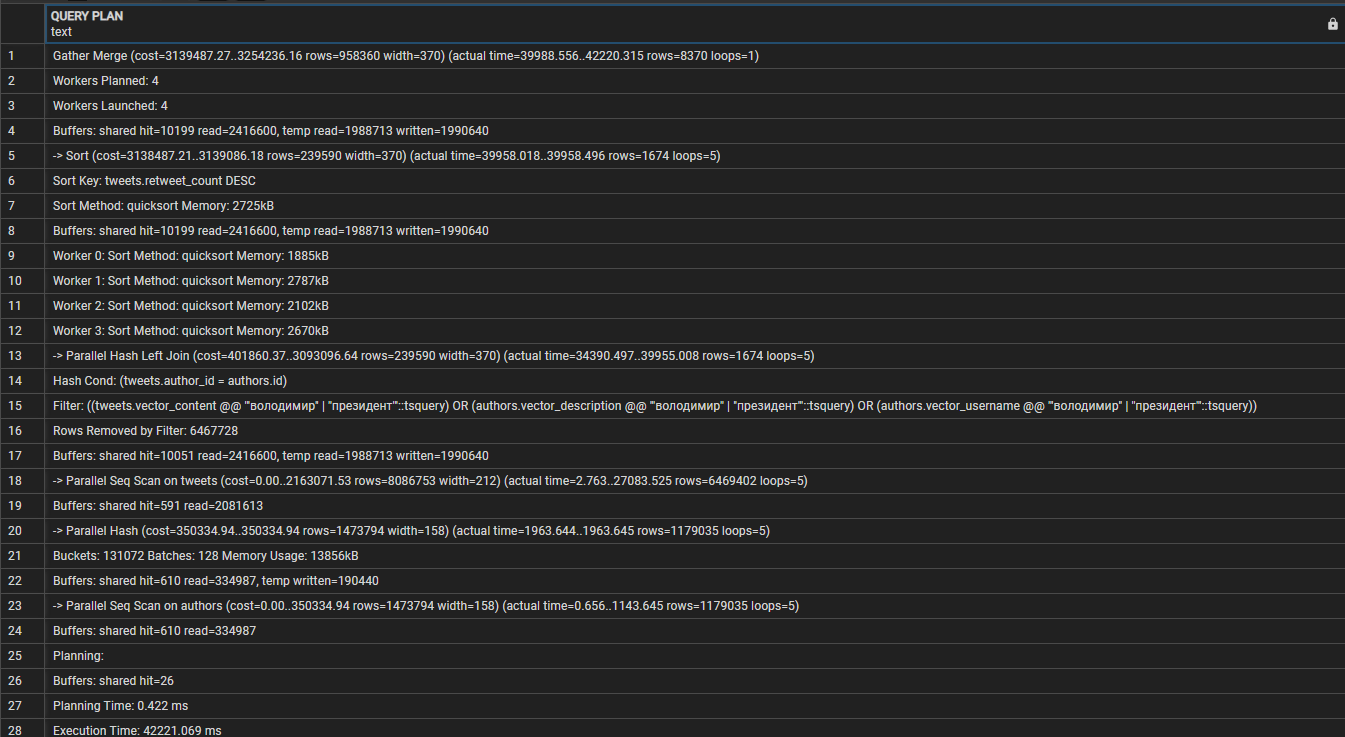 QUERY PLAN
text
1 Gather Merge (cost=3139487.27..3254236.16 rows=958360 width=370) (actual time=39988.556..42220.315 rows=8370 loops=1)
2 Workers Planned: 4
3 Workers Launched: 4
4 Buffers: shared hit=10199 read=2416600, temp read=1988713 written=1990640
5 -> Sort (cost=3138487.21..3139086.18 rows=239590 width=370) (actual time=39958.018..39958.496 rows=1674 loops=5)
6 Sort Key: tweets.retweet_count DESC
7 Sort Method: quicksort Memory: 2725kB
8 Buffers: shared hit=10199 read=2416600, temp read=1988713 written=1990640
9 Worker 0: Sort Method: quicksort Memory: 1885kB
10 Worker 1: Sort Method: quicksort Memory: 2787kB
11 Worker 2: Sort Method: quicksort Memory: 2102kB
12 Worker 3: Sort Method: quicksort Memory: 2670kB
13 -> Parallel Hash Left Join (cost=401860.37..3093096.64 rows=239590 width=370) (actual time=34390.497..39955.008 rows=1674 loops=5)
14 Hash Cond: (tweets.author_id = authors.id)
15 Filter: ((tweets.vector_content @@ '"володимир" | "президент"'::tsquery) OR (authors.vector_description @@ '"володимир" | "президент"'::tsquery) OR (authors.vector_username @@ '"володимир" | "президент"'::tsquery))
16 Rows Removed by Filter: 6467728
17 Buffers: shared hit=10051 read=2416600, temp read=1988713 written=1990640
18 -> Parallel Seq Scan on tweets (cost=0.00..2163071.53 rows=8086753 width=212) (actual time=2.763..27083.525 rows=6469402 loops=5)
19 Buffers: shared hit=591 read=2081613
20 -> Parallel Hash (cost=350334.94..350334.94 rows=1473794 width=158) (actual time=1963.644..1963.645 rows=1179035 loops=5)
21 Buckets: 131072 Batches: 128 Memory Usage: 13856kB
22 Buffers: shared hit=610 read=334987, temp written=190440
23 -> Parallel Seq Scan on authors (cost=0.00..350334.94 rows=1473794 width=158) (actual time=0.656..1143.645 rows=1179035 loops=5)
24 Buffers: shared hit=610 read=334987
25 Planning:
26 Buffers: shared hit=26
27 Planning Time: 0.422 ms
28 Execution Time: 42221.069 ms